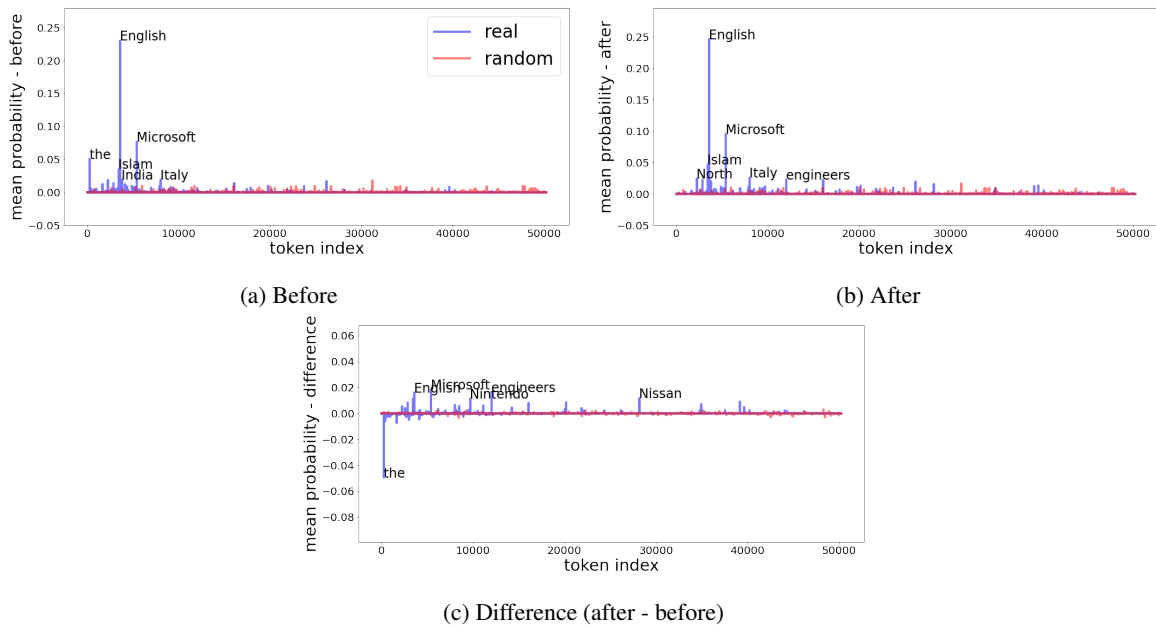 mean probability - before
0.25
0.20
0.15
0.10
0.05
0.00
−0.05
English
Microsoft
the
Islam
India
Italy
real
random
0
10000
20000
30000
40000
50000
token index
(a) Before
mean probability - after
0.25
0.20
0.15
0.10
0.05
0.00
−0.05
English
Microsoft
Islam
North
Italy
engineers
0
10000
20000
30000
40000
50000
token index
(b) After
mean probability - difference
0.06
0.04
0.02
0.00
−0.02
−0.04
−0.06
−0.08
English
Microsoft
engineers
Nintendo
Nissan
the
0
10000
20000
30000
40000
50000
token index
(c) Difference (after - before)